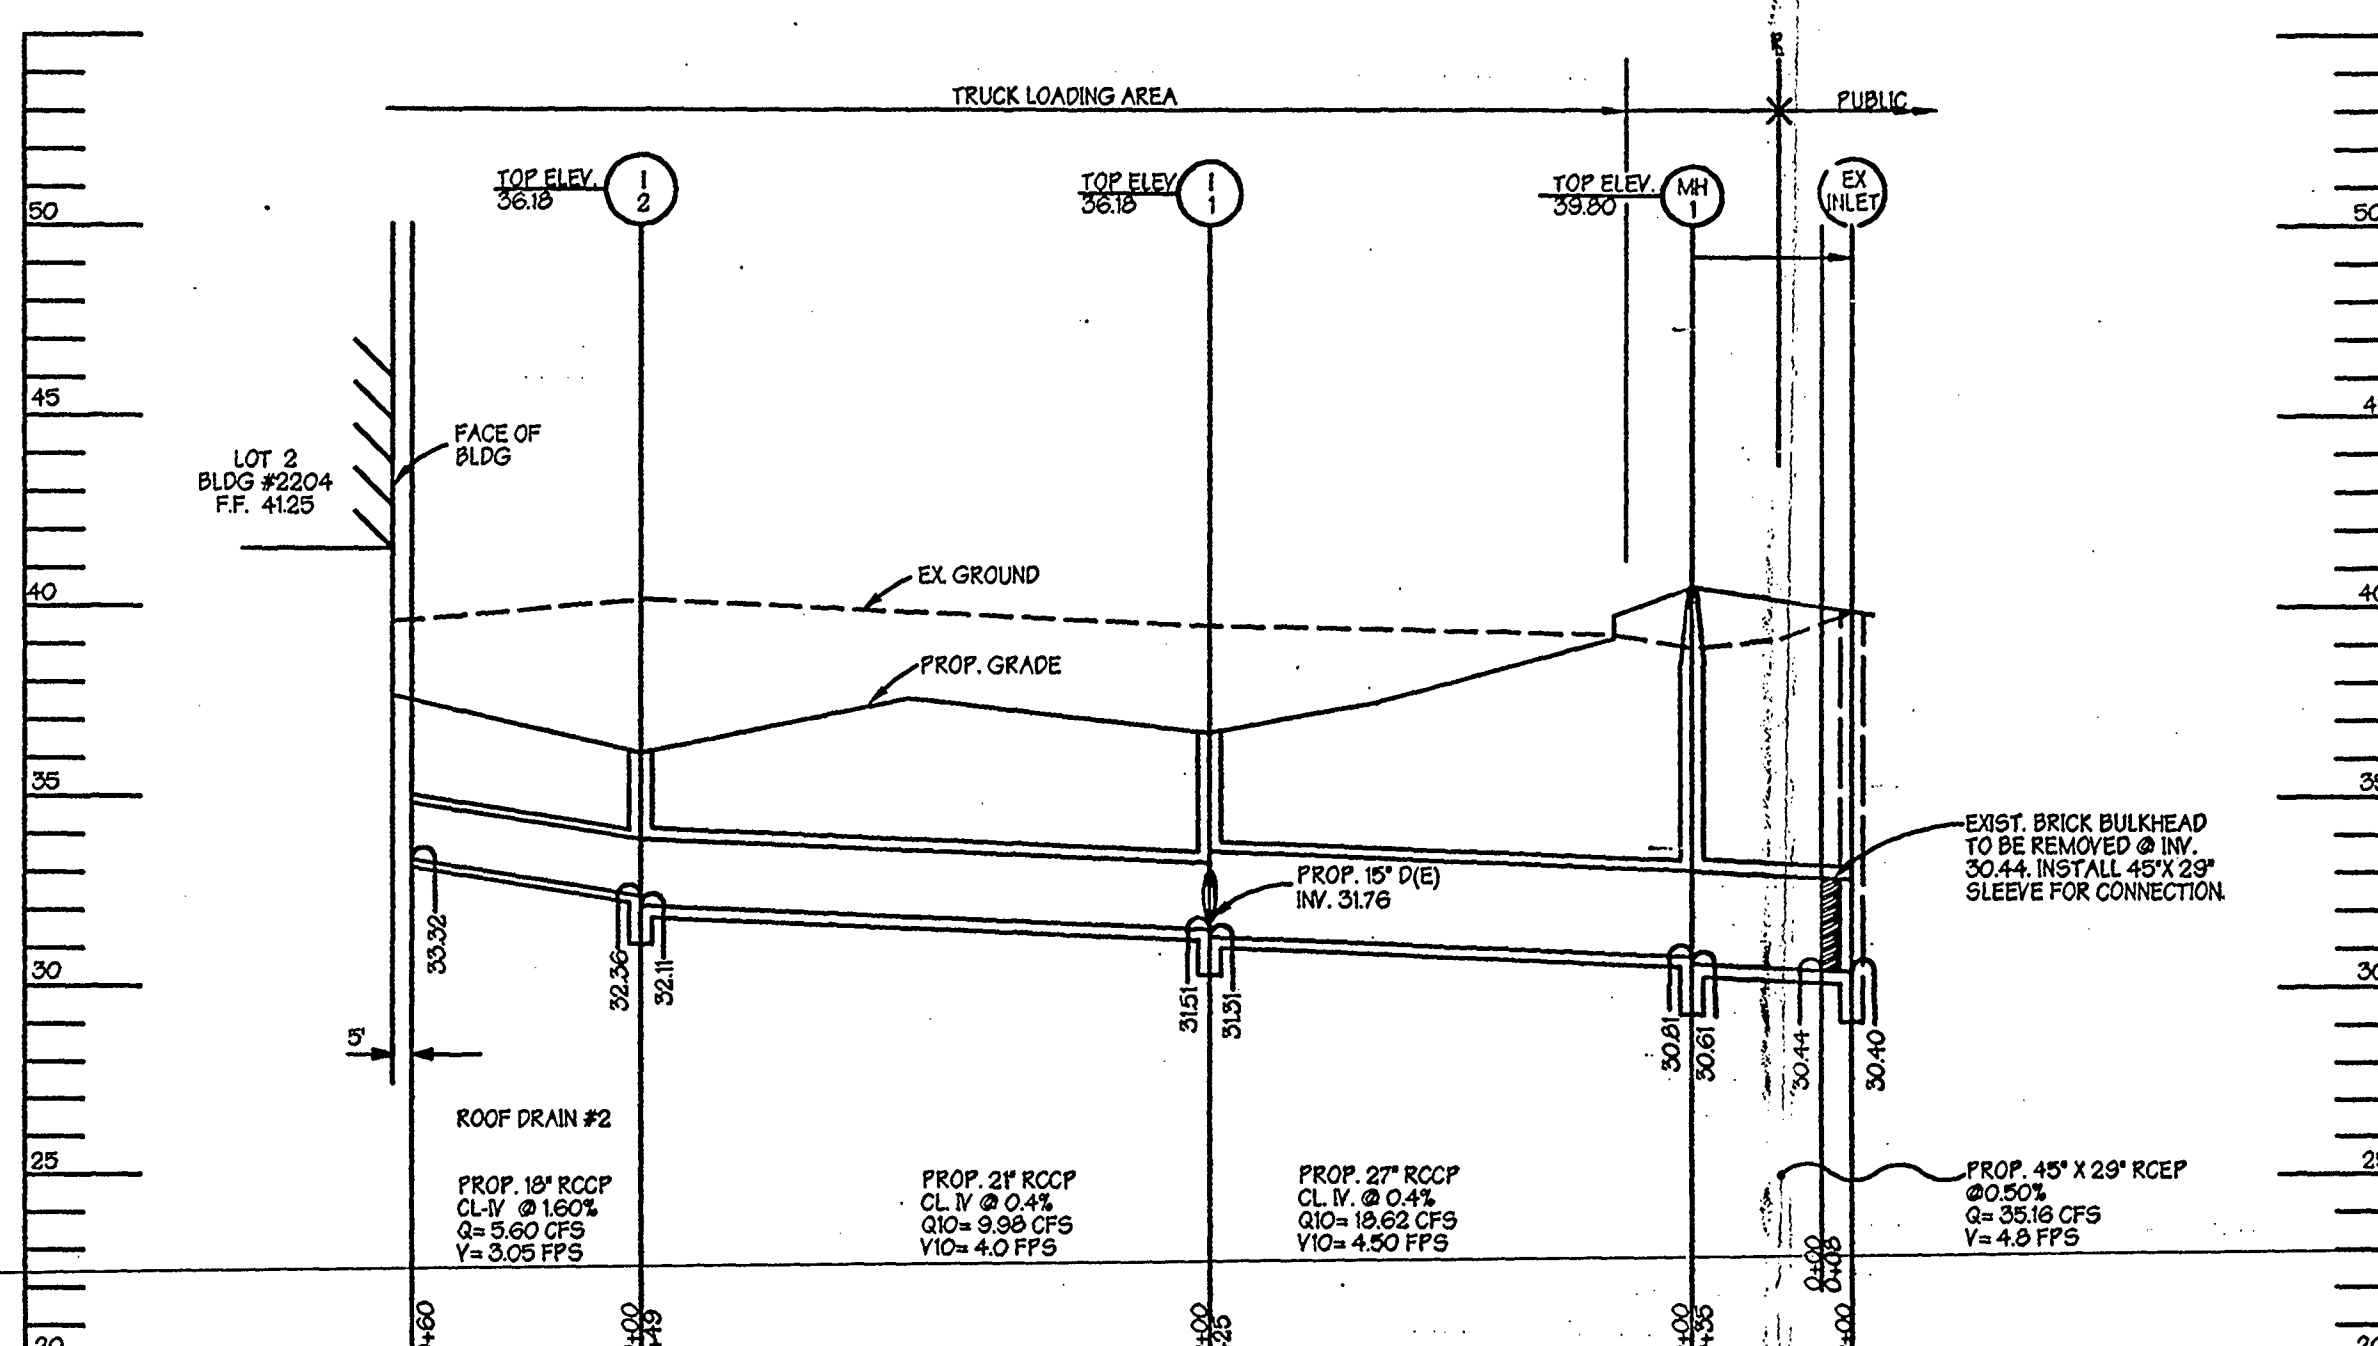 TRUCK LOADING AREA
PUBLIC
TOP ELEV.
36.18
I
2
TOP ELEV
36.18
I
1
TOP ELEV.
39.80
MH
1
EX
INLET
50
45
40
35
30
25
FACE OF
BLDG
LOT 2
BLDG #2204
F.F. 41.25
EX. GROUND
PROP. GRADE
EXIST. BRICK BULKHEAD
TO BE REMOVED @ INV.
30.44. INSTALL 45"X 29"
SLEEVE FOR CONNECTION.
PROP. 15" D(E)
INV. 31.76
33.32
32.36
32.11
31.51
31.31
30.81
30.61
30.44
30.40
5'
ROOF DRAIN #2
PROP. 18" RCCP
CL-IV @ 1.60%
Q= 5.60 CFS
V= 3.05 FPS
PROP. 21" RCCP
CL. IV @ 0.4%
Q10= 9.98 CFS
V10= 4.0 FPS
PROP. 27" RCCP
CL. IV. @ 0.4%
Q10= 18.62 CFS
V10= 4.50 FPS
PROP. 45" X 29" RCEP
@0.50%
Q= 35.16 CFS
V= 4.8 FPS
0+00
0+08